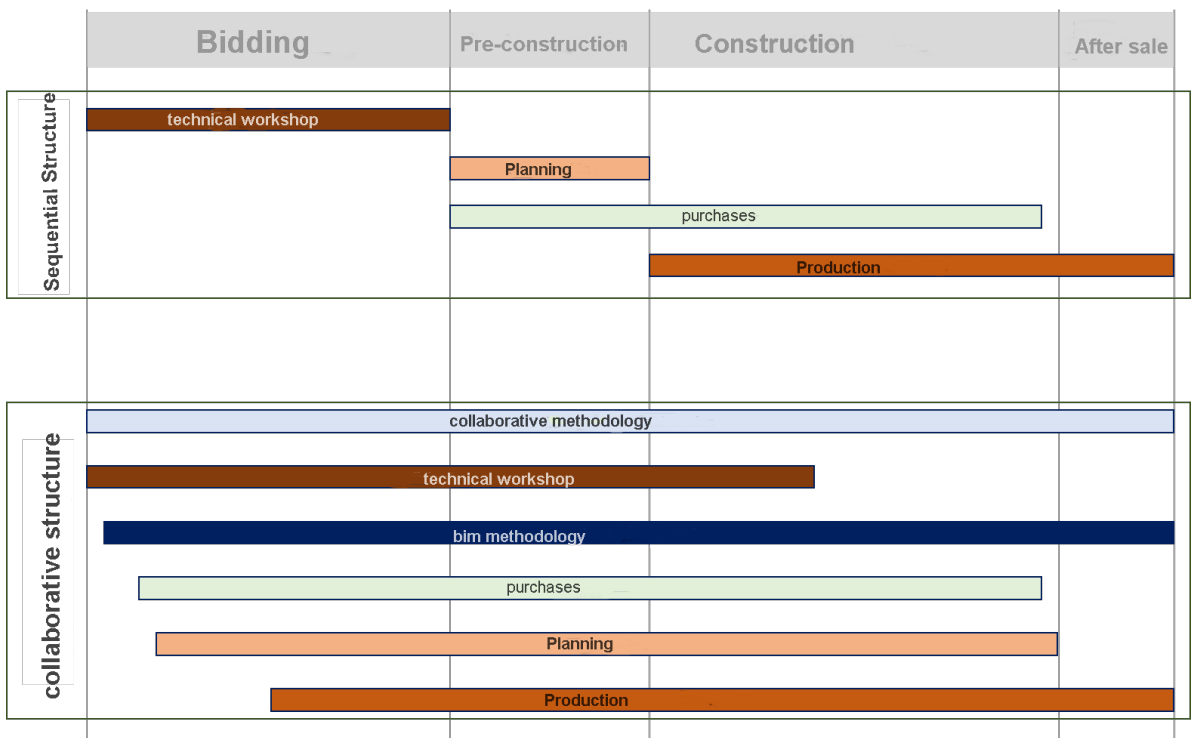 Bidding
Pre-construction
Construction
After sale
Sequential Structure
technical workshop
Planning
purchases
Production
collaborative structure
collaborative methodology
technical workshop
bim methodology
purchases
Planning
Production